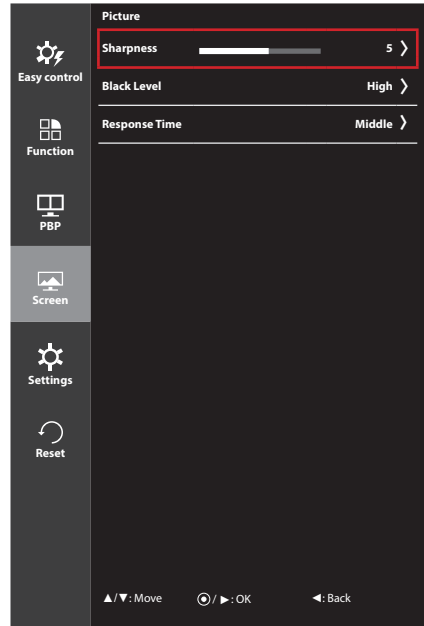 Picture
Sharpness 5 〉
Easy control
Black Level High 〉
Response Time Middle 〉
Function
PBP
Screen
Settings
Reset
▲/▼: Move ⦿/ ►: OK ◄: Back